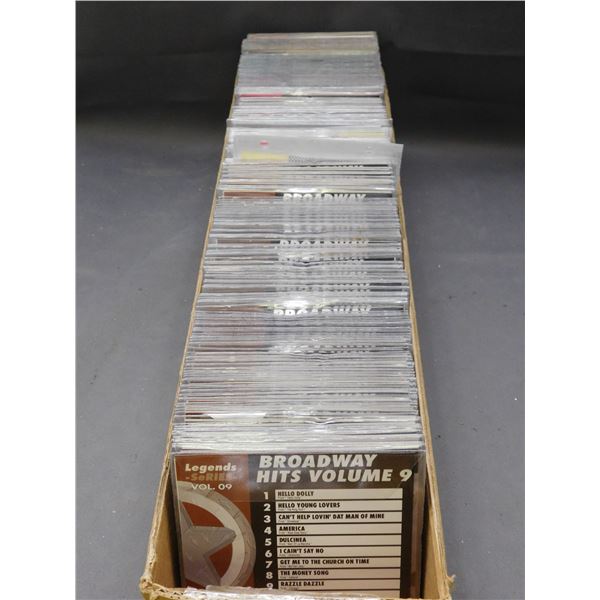 BROADWAY
BROADWAY
BROADWAY
Legends
-SeRIES-
VOL. 09
BROADWAY
HITS VOLUME 9
1 HELLO DOLLY
2 HELLO YOUNG LOVERS
3 CAN'T HELP LOVIN' DAT MAN OF MINE
4 AMERICA
5 DULCINEA
6 I CAIN'T SAY NO
7 GET ME TO THE CHURCH ON TIME
8 THE MONEY SONG
9 RAZZLE DAZZLE